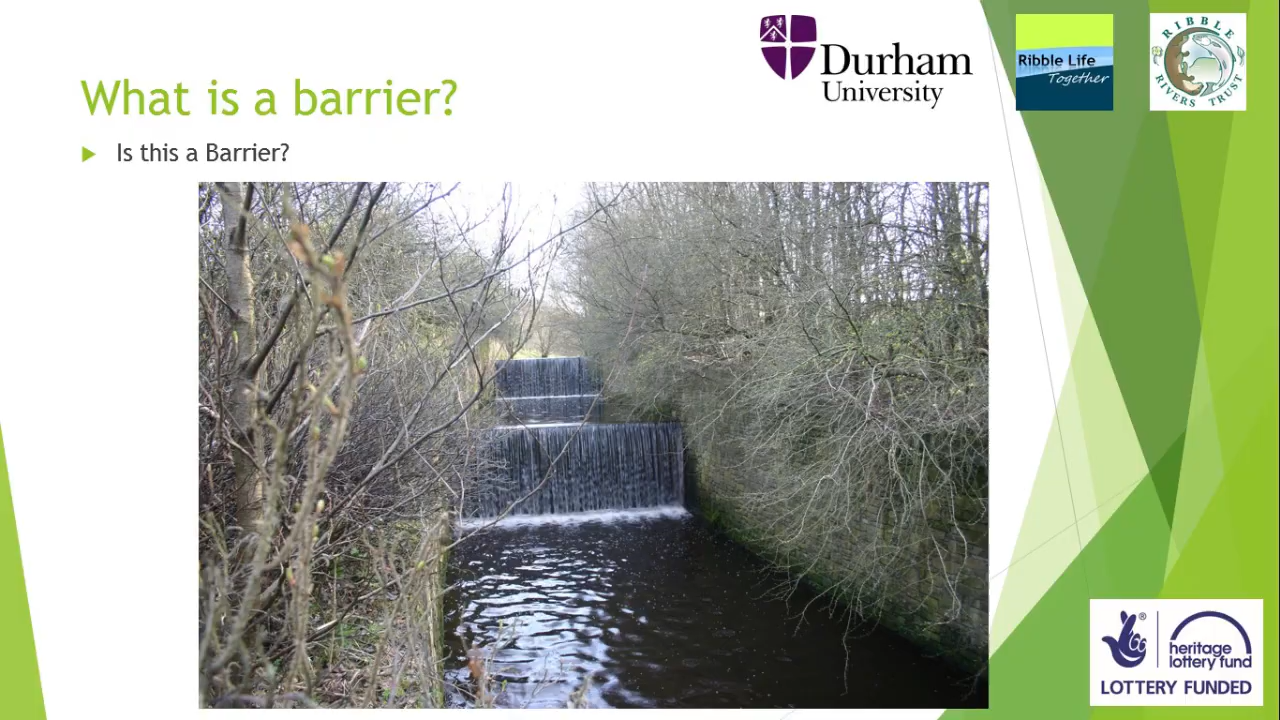 What is a barrier?
Is this a Barrier?
Durham
University
Ribble Life
Together
RIBBLE
RIVERS TRUST
heritage
lottery fund
LOTTERY FUNDED